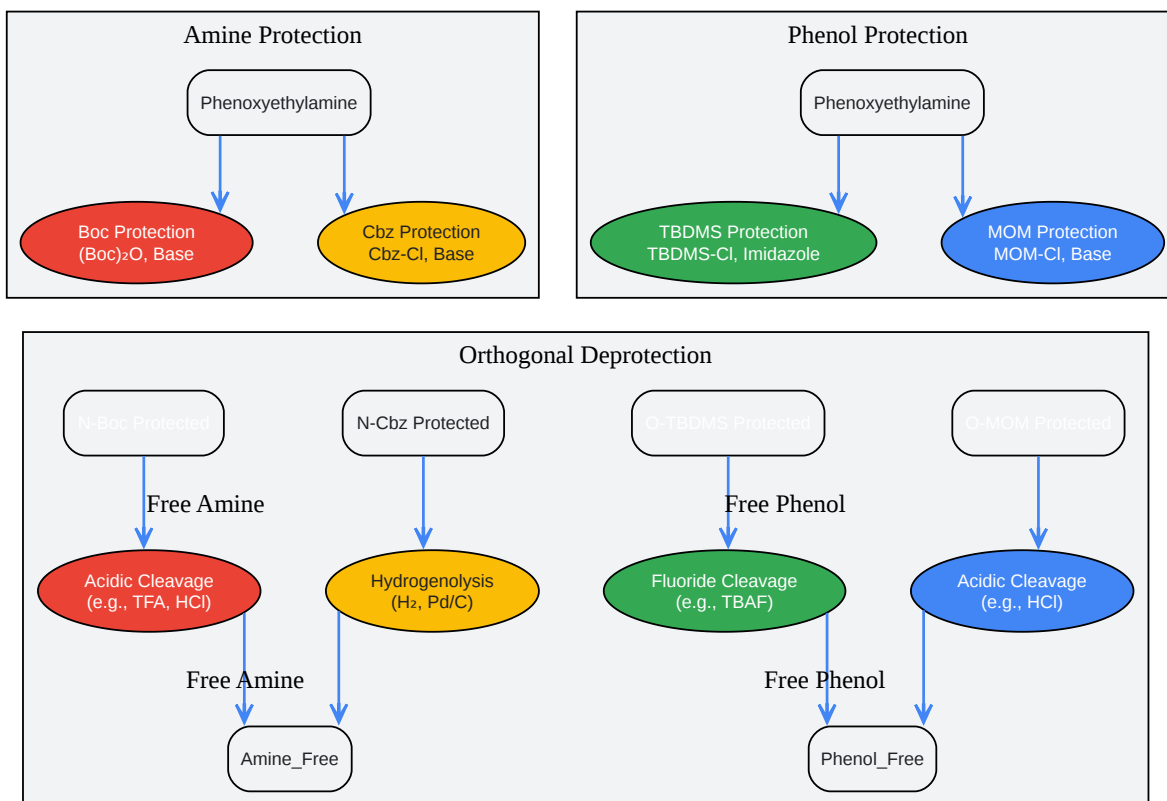 Amine Protection
Phenol Protection
Phenoxyethylamine
Phenoxyethylamine
Boc Protection
(Boc)₂O, Base
Cbz Protection
Cbz-Cl, Base
TBDMS Protection
TBDMS-Cl, Imidazole
MOM Protection
MOM-Cl, Base
Orthogonal Deprotection
N-Boc Protected
N-Cbz Protected
O-TBDMS Protected
O-MOM Protected
Free Amine
Free Phenol
Acidic Cleavage
(e.g., TFA, HCl)
Hydrogenolysis
(H₂, Pd/C)
Fluoride Cleavage
(e.g., TBAF)
Acidic Cleavage
(e.g., HCl)
Free Amine
Free Phenol
Amine_Free
Phenol_Free